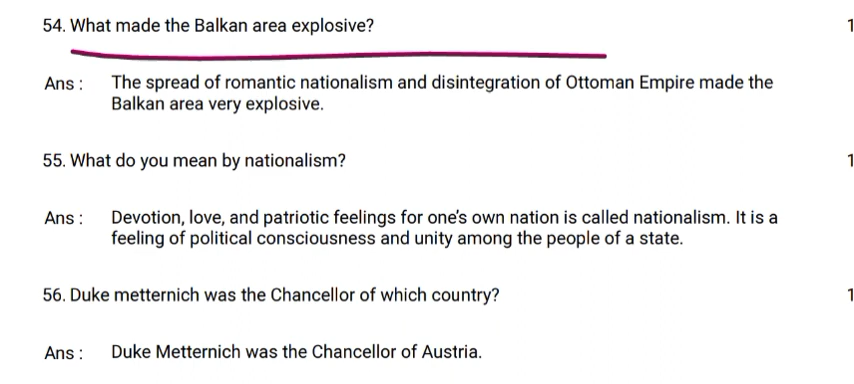 54. What made the Balkan area explosive? 1
Ans : The spread of romantic nationalism and disintegration of Ottoman Empire made the
Balkan area very explosive.
55. What do you mean by nationalism? 1
Ans : Devotion, love, and patriotic feelings for one's own nation is called nationalism. It is a
feeling of political consciousness and unity among the people of a state.
56. Duke metternich was the Chancellor of which country? 1
Ans : Duke Metternich was the Chancellor of Austria.